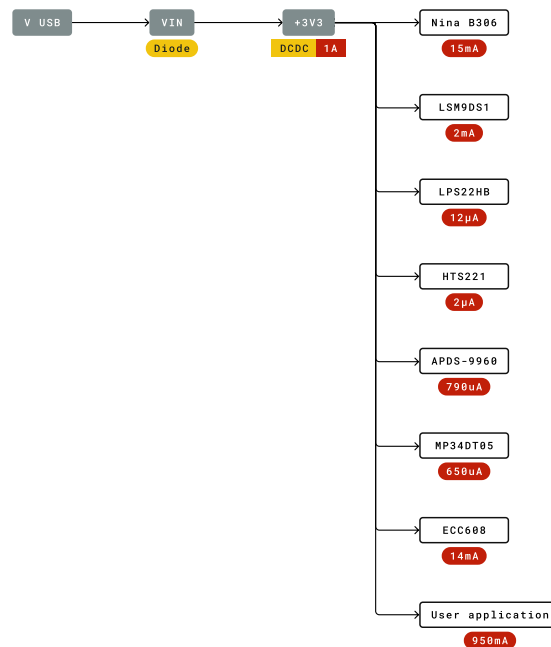 V USB
VIN
+3V3
Nina B306
Diode
DCDC 1A
15mA
LSM9DS1
2mA
LPS22HB
12µA
HTS221
2µA
APDS-9960
790uA
MP34DT05
650uA
ECC608
14mA
User application
950mA